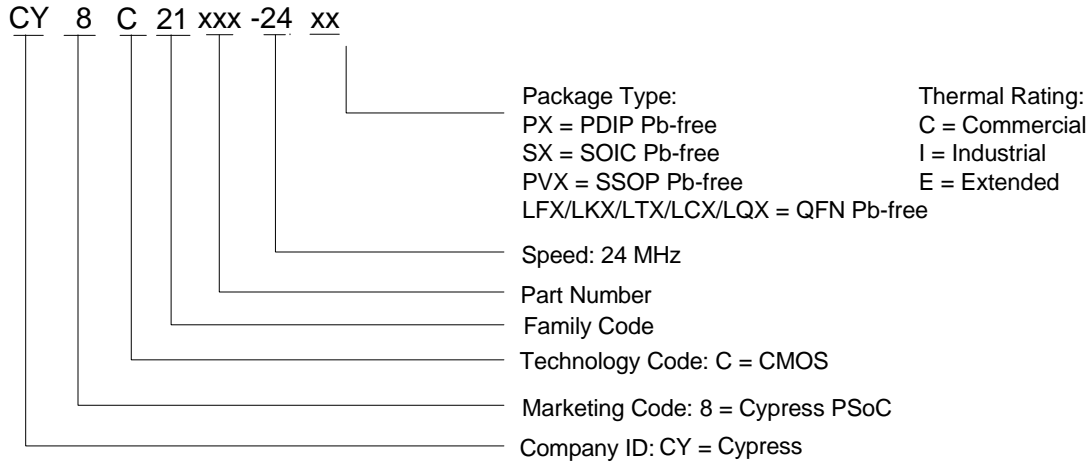 CY 8 C 21 xxx -24 xx
Package Type: Thermal Rating:
PX = PDIP Pb-free C = Commercial
SX = SOIC Pb-free I = Industrial
PVX = SSOP Pb-free E = Extended
LFX/LKX/LTX/LCX/LQX = QFN Pb-free
Speed: 24 MHz
Part Number
Family Code
Technology Code: C = CMOS
Marketing Code: 8 = Cypress PSoC
Company ID: CY = Cypress